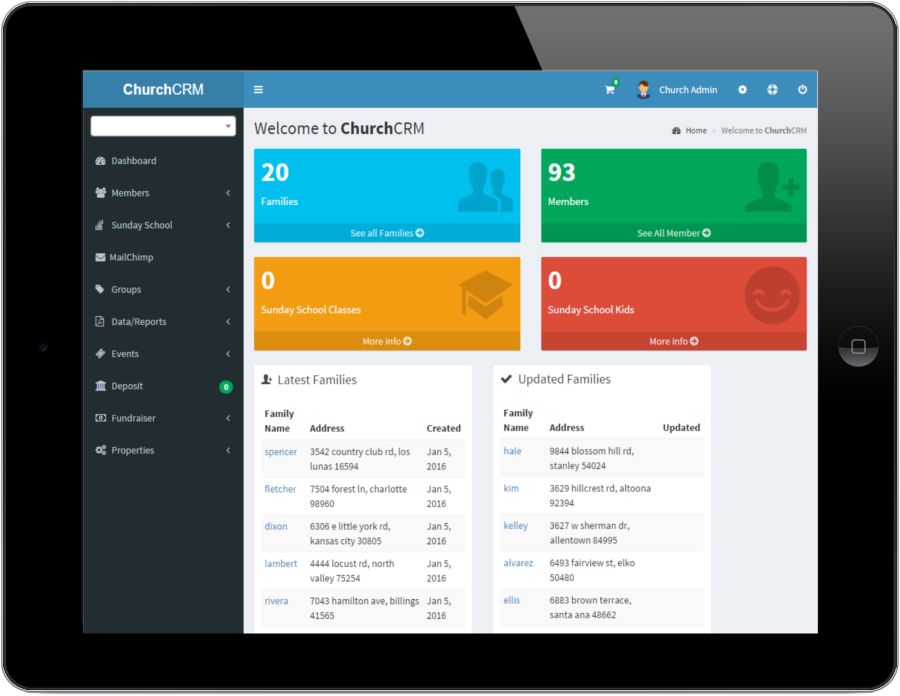 ChurchCRM
0
Church Admin
Dashboard
Members
Sunday School
MailChimp
Groups
Data/Reports
Events
Deposit
0
Fundraiser
Properties
Welcome to ChurchCRM
Home > Welcome to ChurchCRM
20
Families
See all Families
93
Members
See All Member
0
Sunday School Classes
More info
0
Sunday School Kids
More info
Latest Families
Family
Name Address Created
spencer 3542 country club rd, los Jan 5,
lunas 16594 2016
fletcher 7504 forest ln, charlotte Jan 5,
98960 2016
dixon 6306 e little york rd, Jan 5,
kansas city 30805 2016
lambert 4444 locust rd, north Jan 5,
valley 75254 2016
rivera 7043 hamilton ave, billings Jan 5,
41565 2016
Updated Families
Family
Name Address Updated
hale 9844 blossom hill rd,
stanley 54024
kim 3629 hillcrest rd, altoona
92394
kelley 3627 w sherman dr,
allentown 84995
alvarez 6493 fairview st, elko
50480
ellis 6883 brown terrace,
santa ana 48662